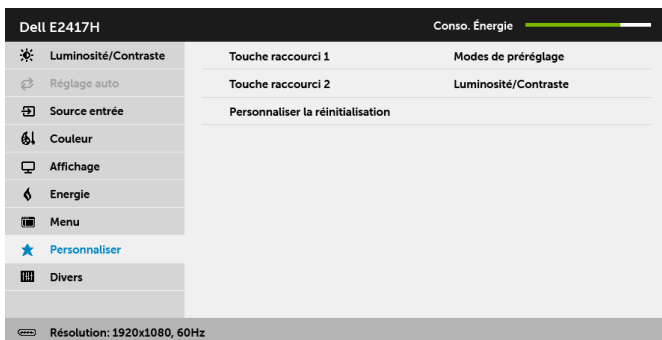 Dell E2417H Conso. Énergie
Luminosité/Contraste Touche raccourci 1 Modes de préréglage
Réglage auto Touche raccourci 2 Luminosité/Contraste
Source entrée Personnaliser la réinitialisation
Couleur
Affichage
Energie
Menu
Personnaliser
Divers
Résolution: 1920x1080, 60Hz